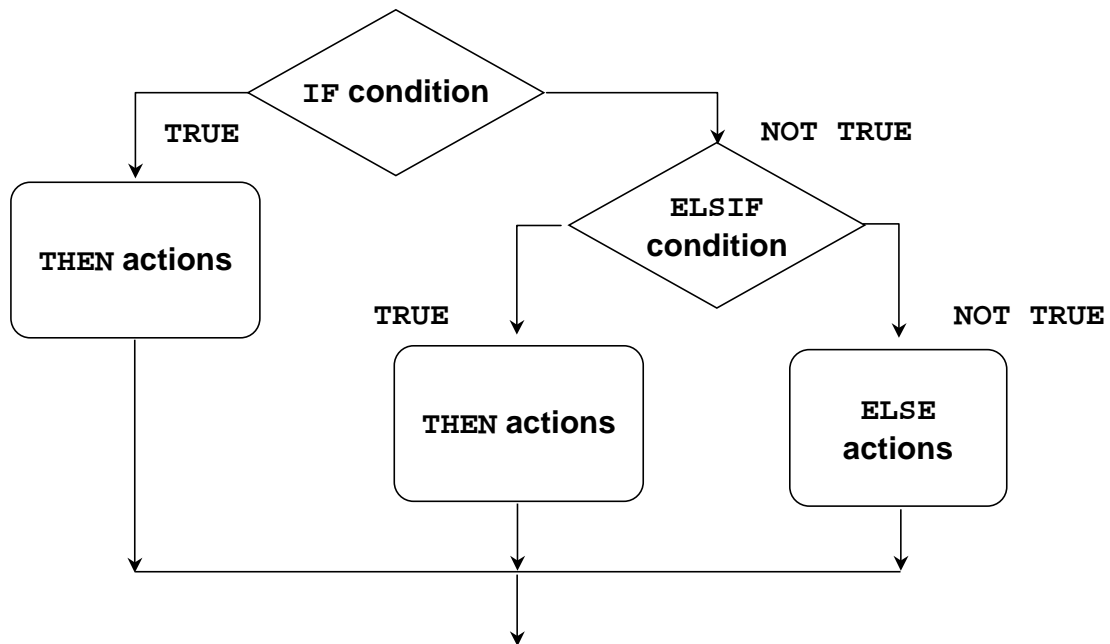 IF condition
TRUE
NOT TRUE
THEN actions
ELSIF
condition
TRUE
NOT TRUE
THEN actions
ELSE
actions